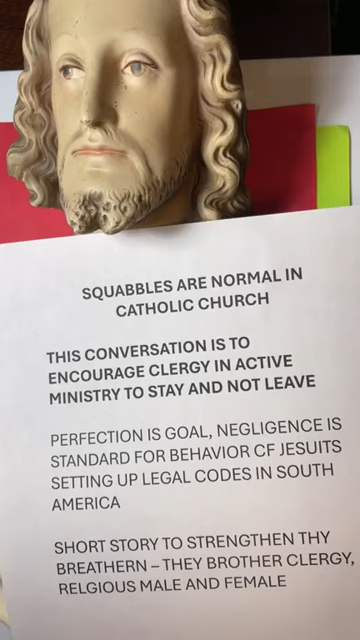 SQUABBLES ARE NORMAL IN
CATHOLIC CHURCH
THIS CONVERSATION IS TO
ENCOURAGE CLERGY IN ACTIVE
MINISTRY TO STAY AND NOT LEAVE
PERFECTION IS GOAL, NEGLIGENCE IS
STANDARD FOR BEHAVIOR CF JESUITS
SETTING UP LEGAL CODES IN SOUTH
AMERICA
SHORT STORY TO STRENGTHEN THY
BREATHERN – THEY BROTHER CLERGY,
RELGIOUS MALE AND FEMALE